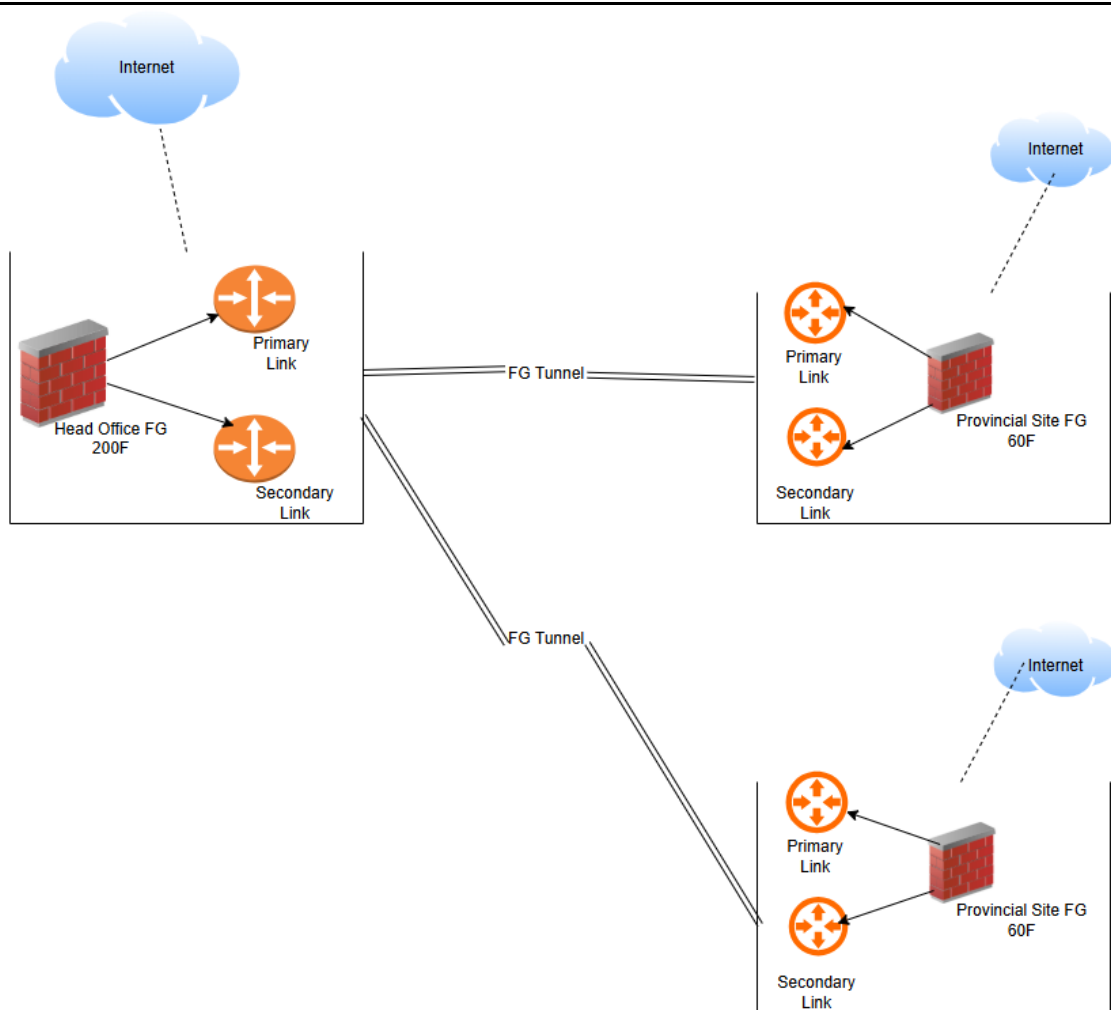 Internet
Internet
Primary
Link
Head Office FG
200F
Secondary
Link
FG Tunnel
Primary
Link
Provincial Site FG
60F
Secondary
Link
FG Tunnel
Internet
Primary
Link
Provincial Site FG
60F
Secondary
Link